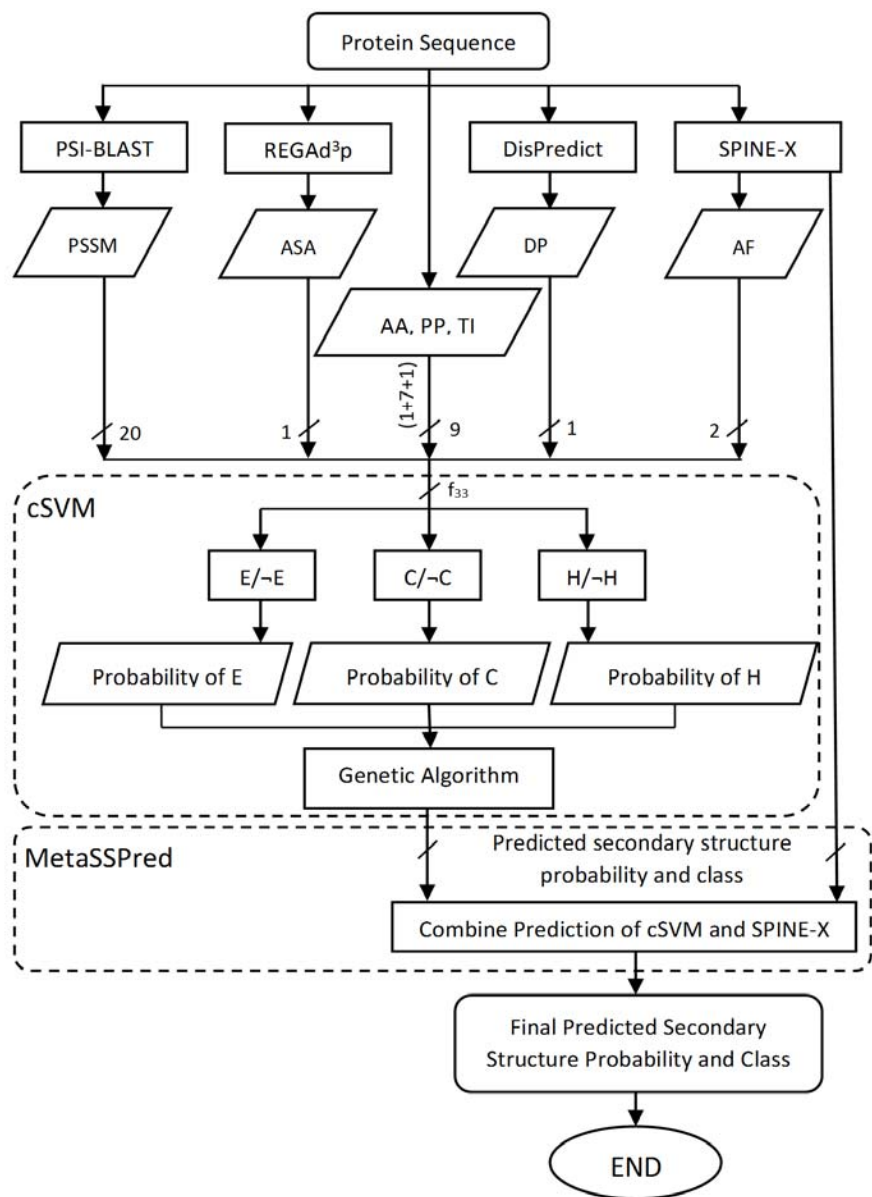 Protein Sequence
PSI-BLAST
REGAd³p
DisPredict
SPINE-X
PSSM
ASA
DP
AF
AA, PP, TI
(1+7+1)
20
1
9
1
2
cSVM
f₃₃
E/¬E
C/¬C
H/¬H
Probability of E
Probability of C
Probability of H
Genetic Algorithm
MetaSSPred
Predicted secondary structure
probability and class
Combine Prediction of cSVM and SPINE-X
Final Predicted Secondary
Structure Probability and Class
END